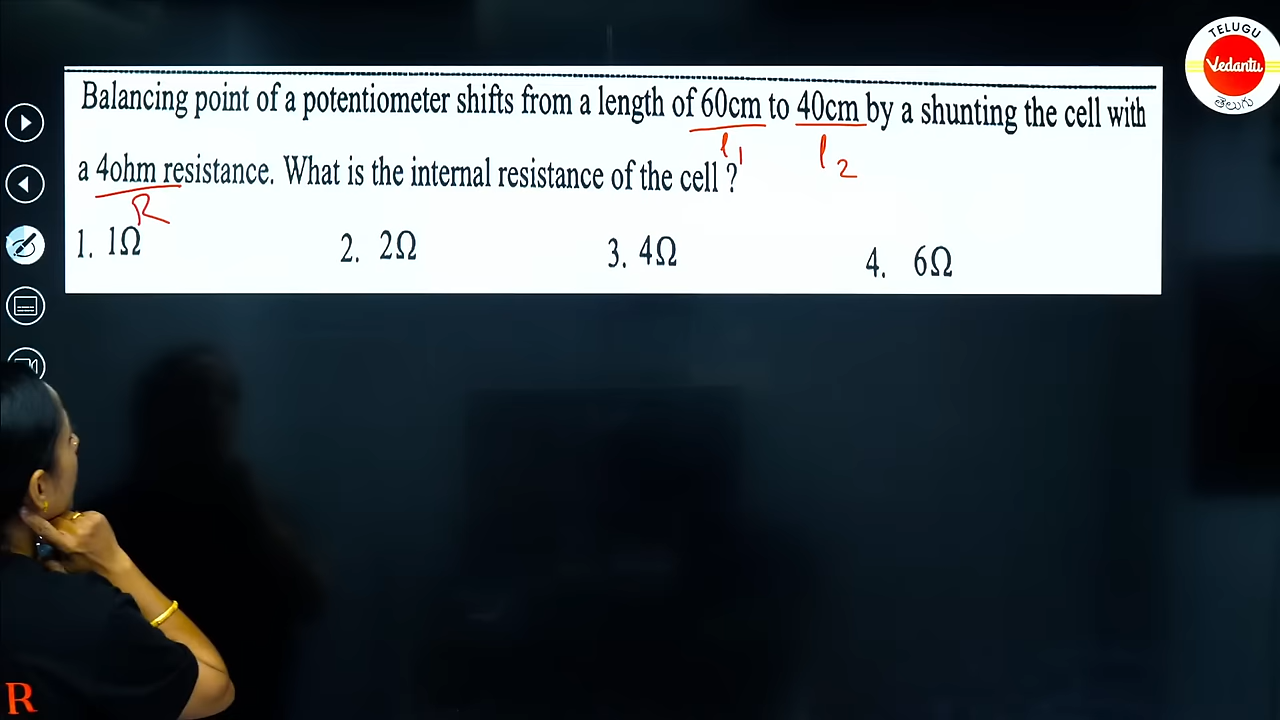 TELUGU
Vedantu
తెలుగు
Balancing point of a potentiometer shifts from a length of 60cm to 40cm by a shunting the cell with
l1 l2
a 4ohm resistance. What is the internal resistance of the cell ?
R
1. 1Ω 2. 2Ω 3. 4Ω 4. 6Ω
R